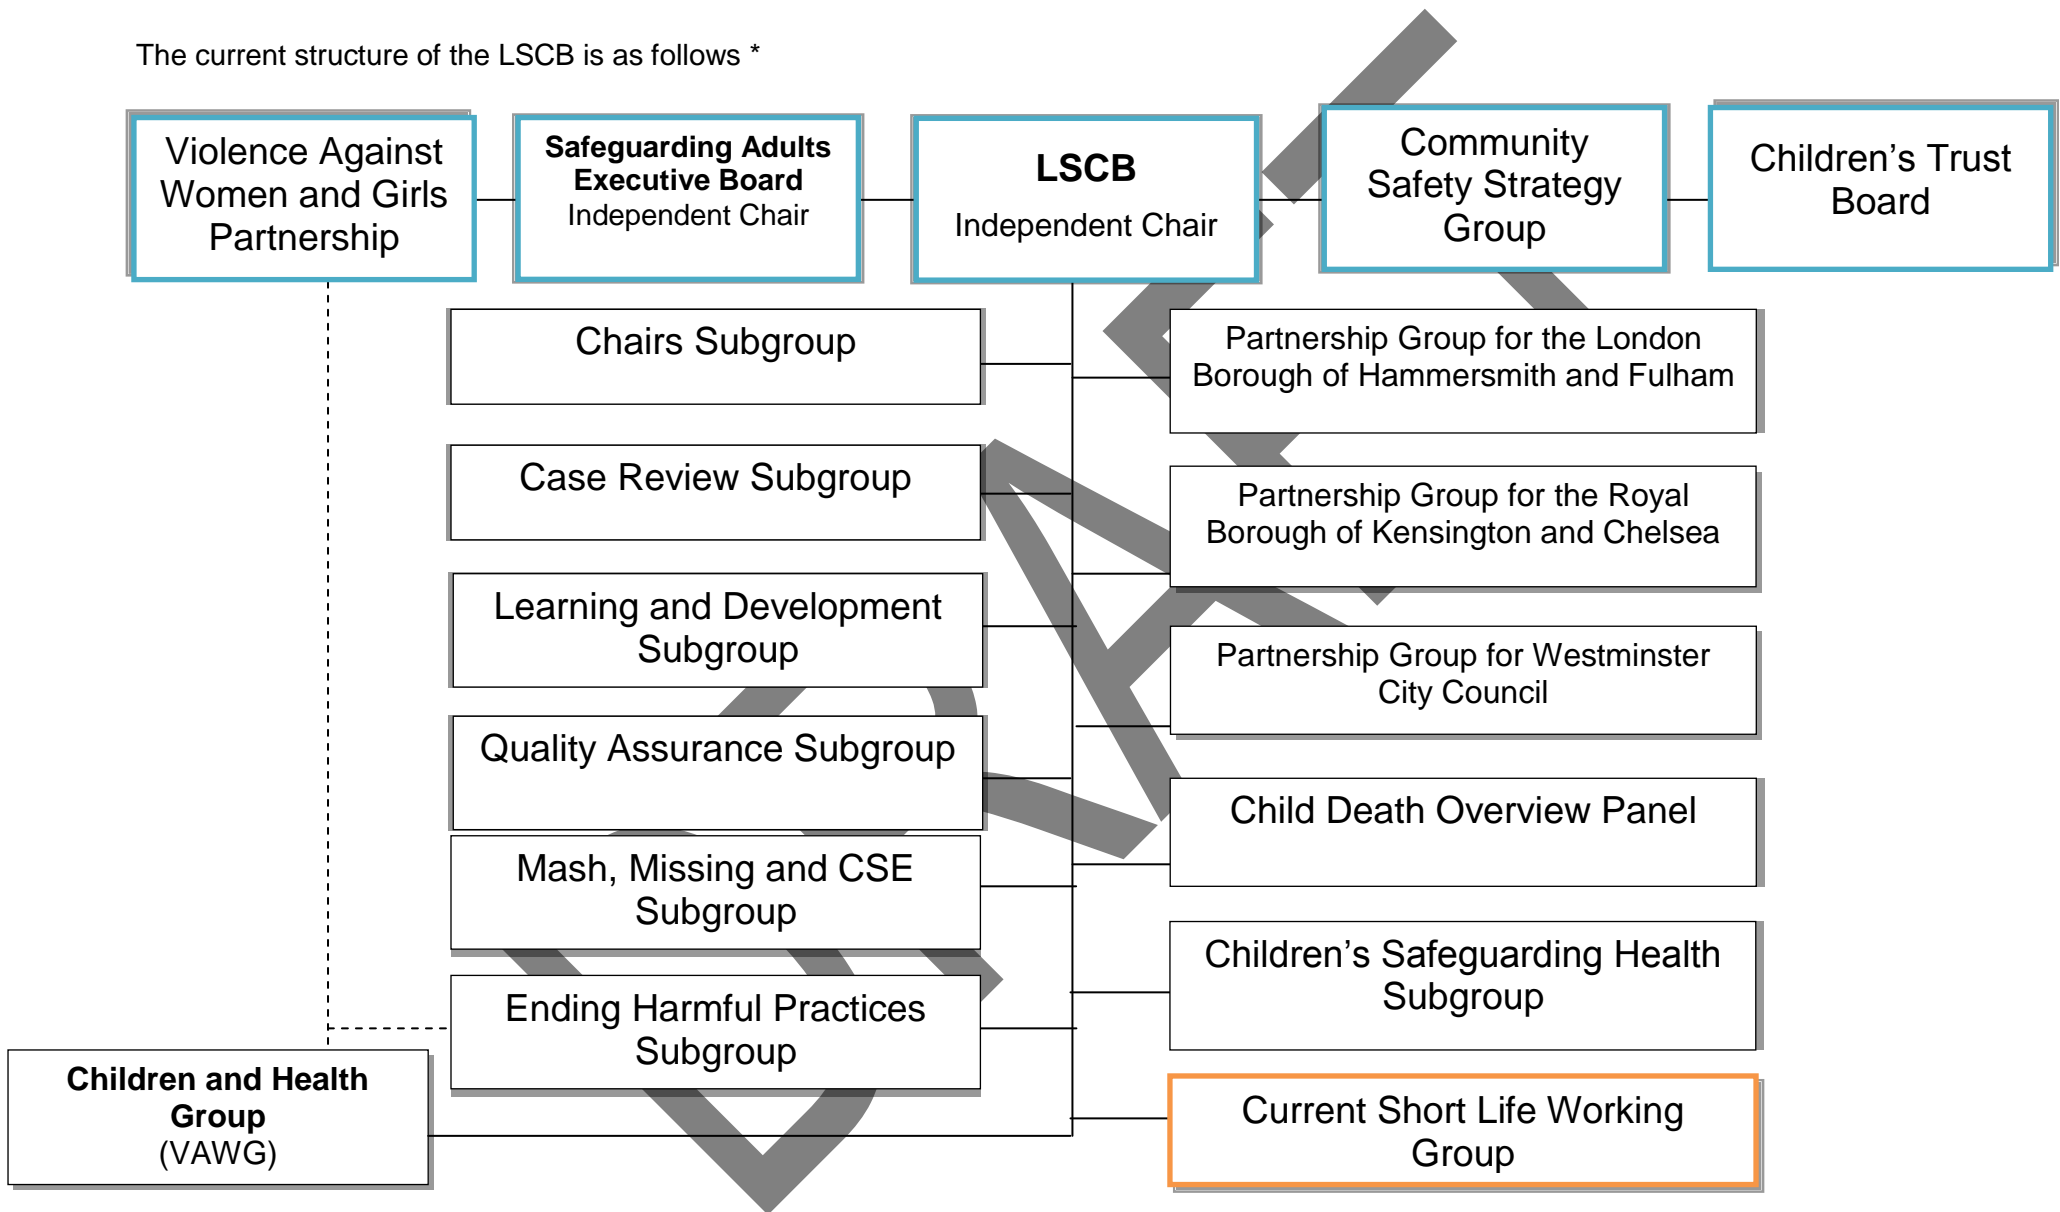 The current structure of the LSCB is as follows *
Violence Against
Women and Girls
Partnership
Safeguarding Adults
Executive Board
Independent Chair
LSCB
Independent Chair
Community
Safety Strategy
Group
Children’s Trust
Board
Chairs Subgroup
Partnership Group for the London
Borough of Hammersmith and Fulham
Case Review Subgroup
Partnership Group for the Royal
Borough of Kensington and Chelsea
Learning and Development
Subgroup
Partnership Group for Westminster
City Council
Quality Assurance Subgroup
Child Death Overview Panel
Mash, Missing and CSE
Subgroup
Children’s Safeguarding Health
Subgroup
Ending Harmful Practices
Subgroup
Children and Health
Group
(VAWG)
Current Short Life Working
Group
DRAFT